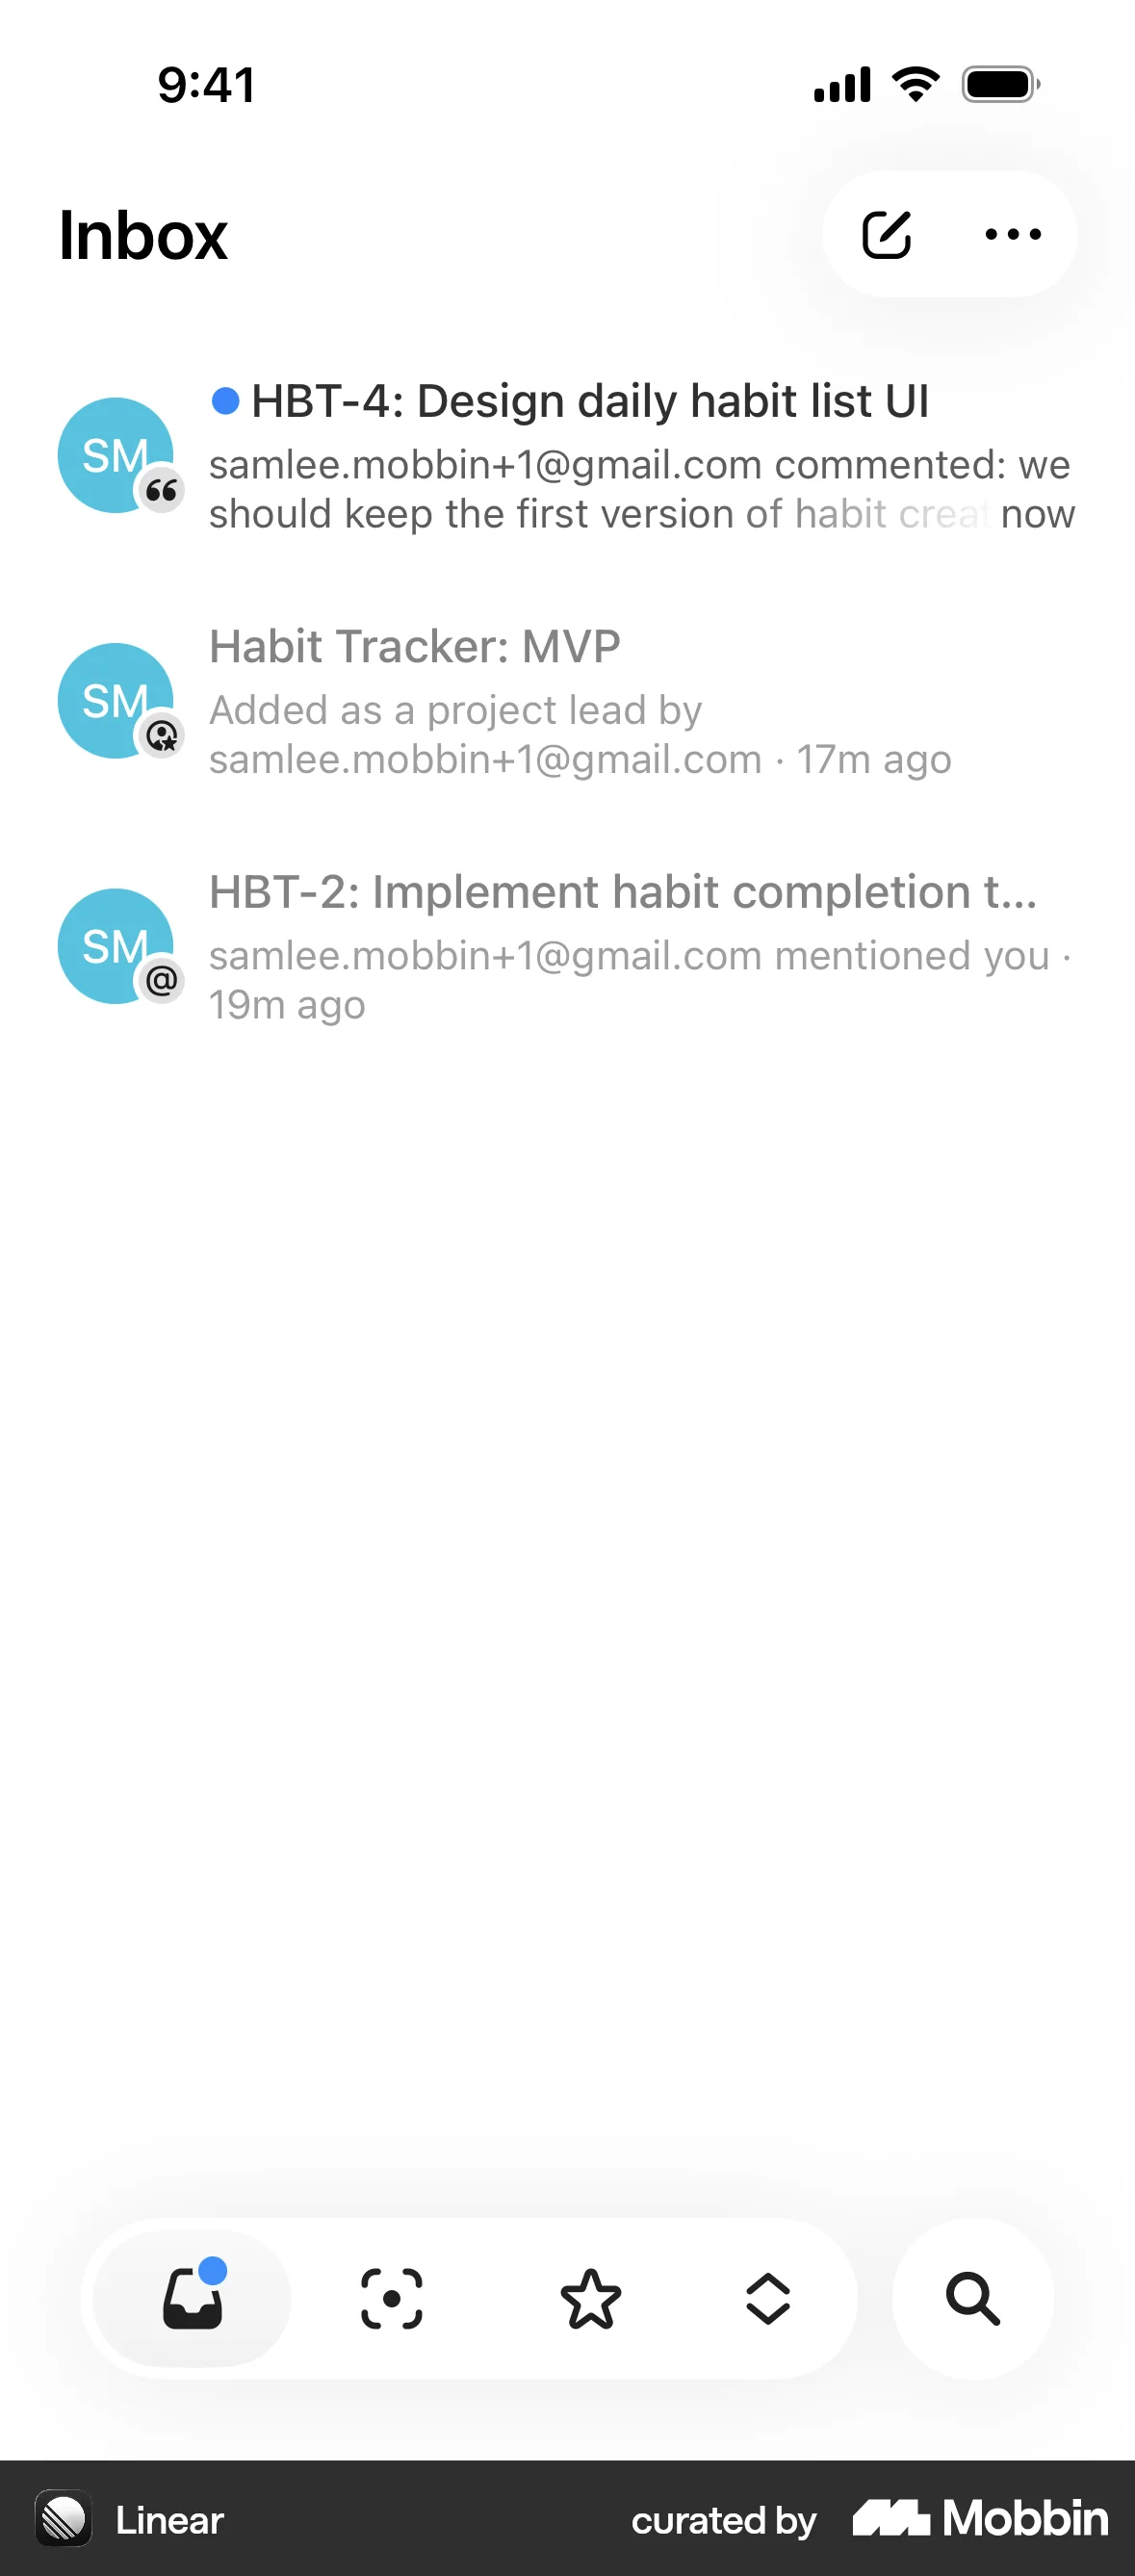 9:41
Inbox
HBT-4: Design daily habit list UI
SM
samlee.mobbin+1@gmail.com commented: we
should keep the first version of habit creat now
Habit Tracker: MVP
SM
Added as a project lead by
samlee.mobbin+1@gmail.com · 17m ago
HBT-2: Implement habit completion t...
SM
@
samlee.mobbin+1@gmail.com mentioned you ·
19m ago
Linear
curated by Mobbin